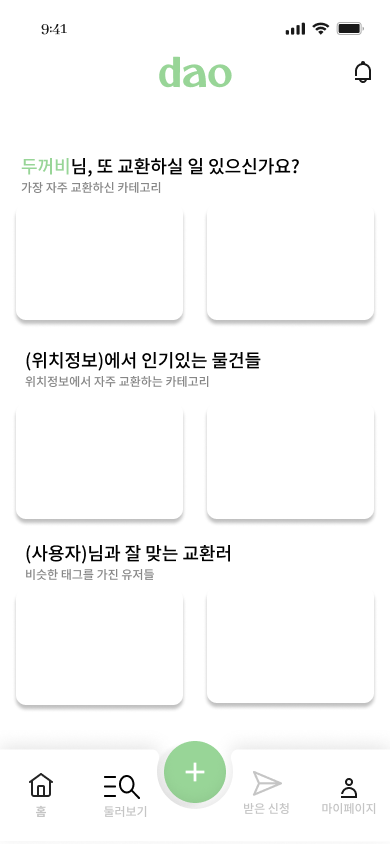 9:41
dao
두꺼비님, 또 교환하실 일 있으신가요?
가장 자주 교환하신 카테고리
(위치정보)에서 인기있는 물건들
위치정보에서 자주 교환하는 카테고리
(사용자)님과 잘 맞는 교환러
비슷한 태그를 가진 유저들
+
홈 둘러보기 받은 신청 마이페이지